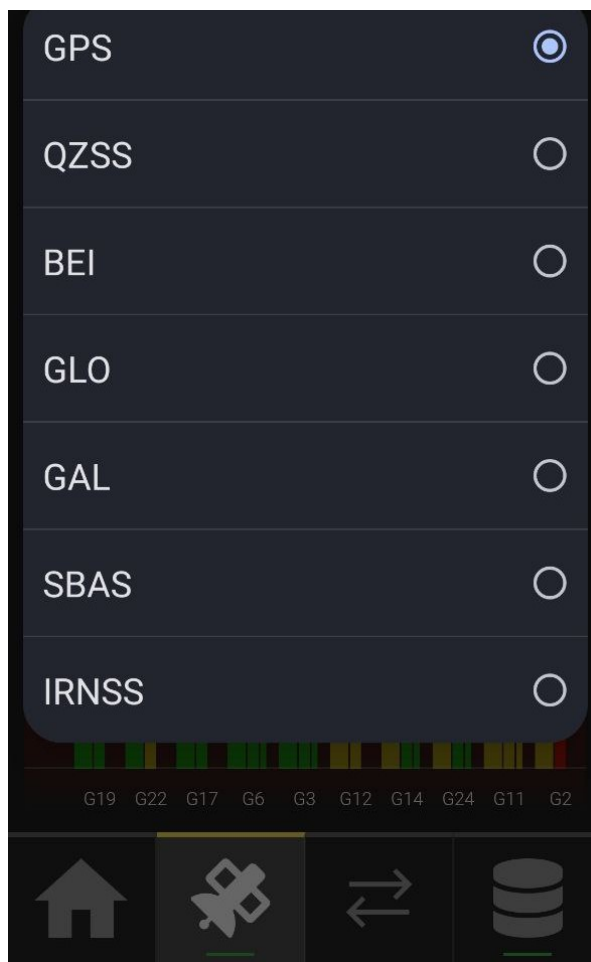 GPS
QZSS
BEI
GLO
GAL
SBAS
IRNSS
G19 G22 G17 G6 G3 G12 G14 G24 G11 G2